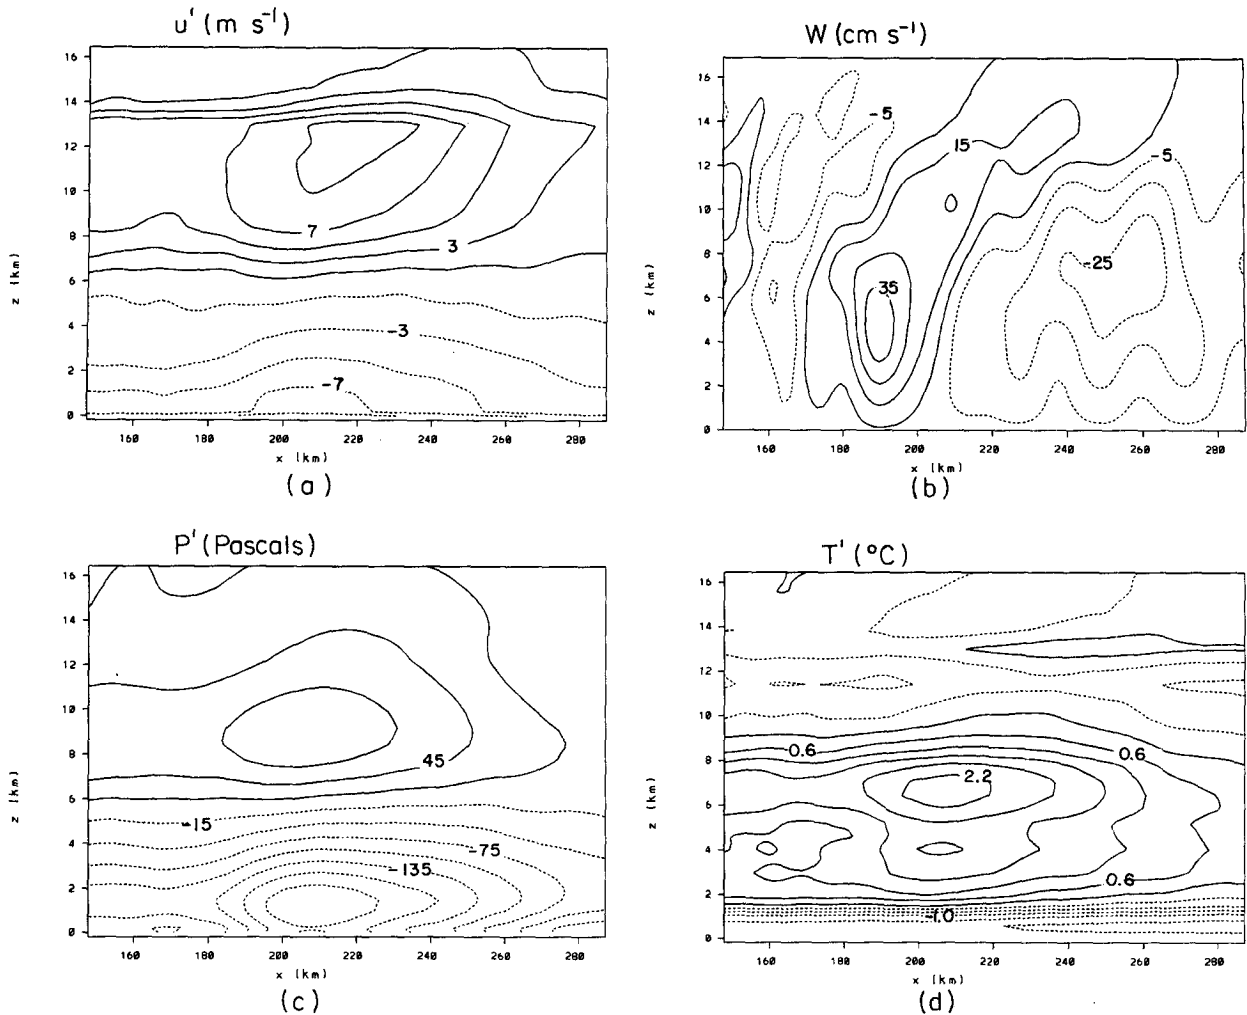 u' (m s⁻¹)
16
14
12
10
8
6
4
2
0
z (km)
7
3
-3
-7
160 180 200 220 240 260 280
x (km)
(a)
W (cm s⁻¹)
16
14
12
10
8
6
4
2
0
z (km)
-5
15
-5
-25
35
160 180 200 220 240 260 280
x (km)
(b)
P' (Pascals)
16
14
12
10
8
6
4
2
0
z (km)
45
-15
-75
-135
160 180 200 220 240 260 280
x (km)
(c)
T' (°C)
16
14
12
10
8
6
4
2
0
z (km)
0.6
0.6
2.2
0.6
-1.0
160 180 200 220 240 260 280
x (km)
(d)